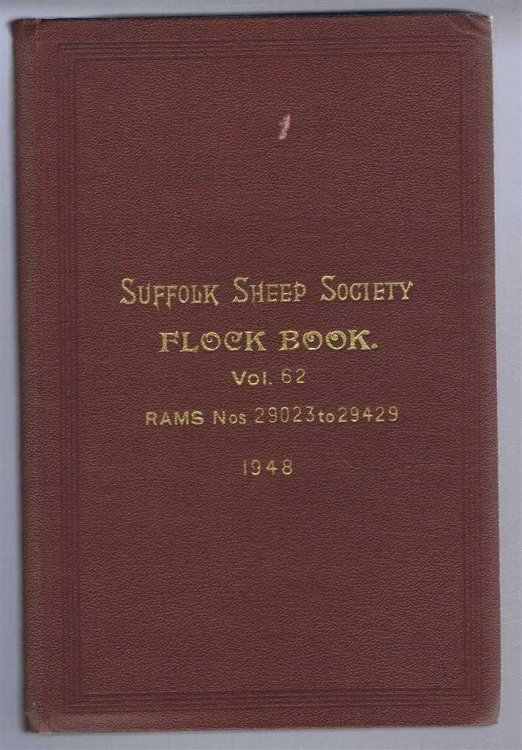 SUFFOLK SHEEP SOCIETY
FLOCK BOOK.
Vol. 62
RAMS Nos 29023 to 29429
1948